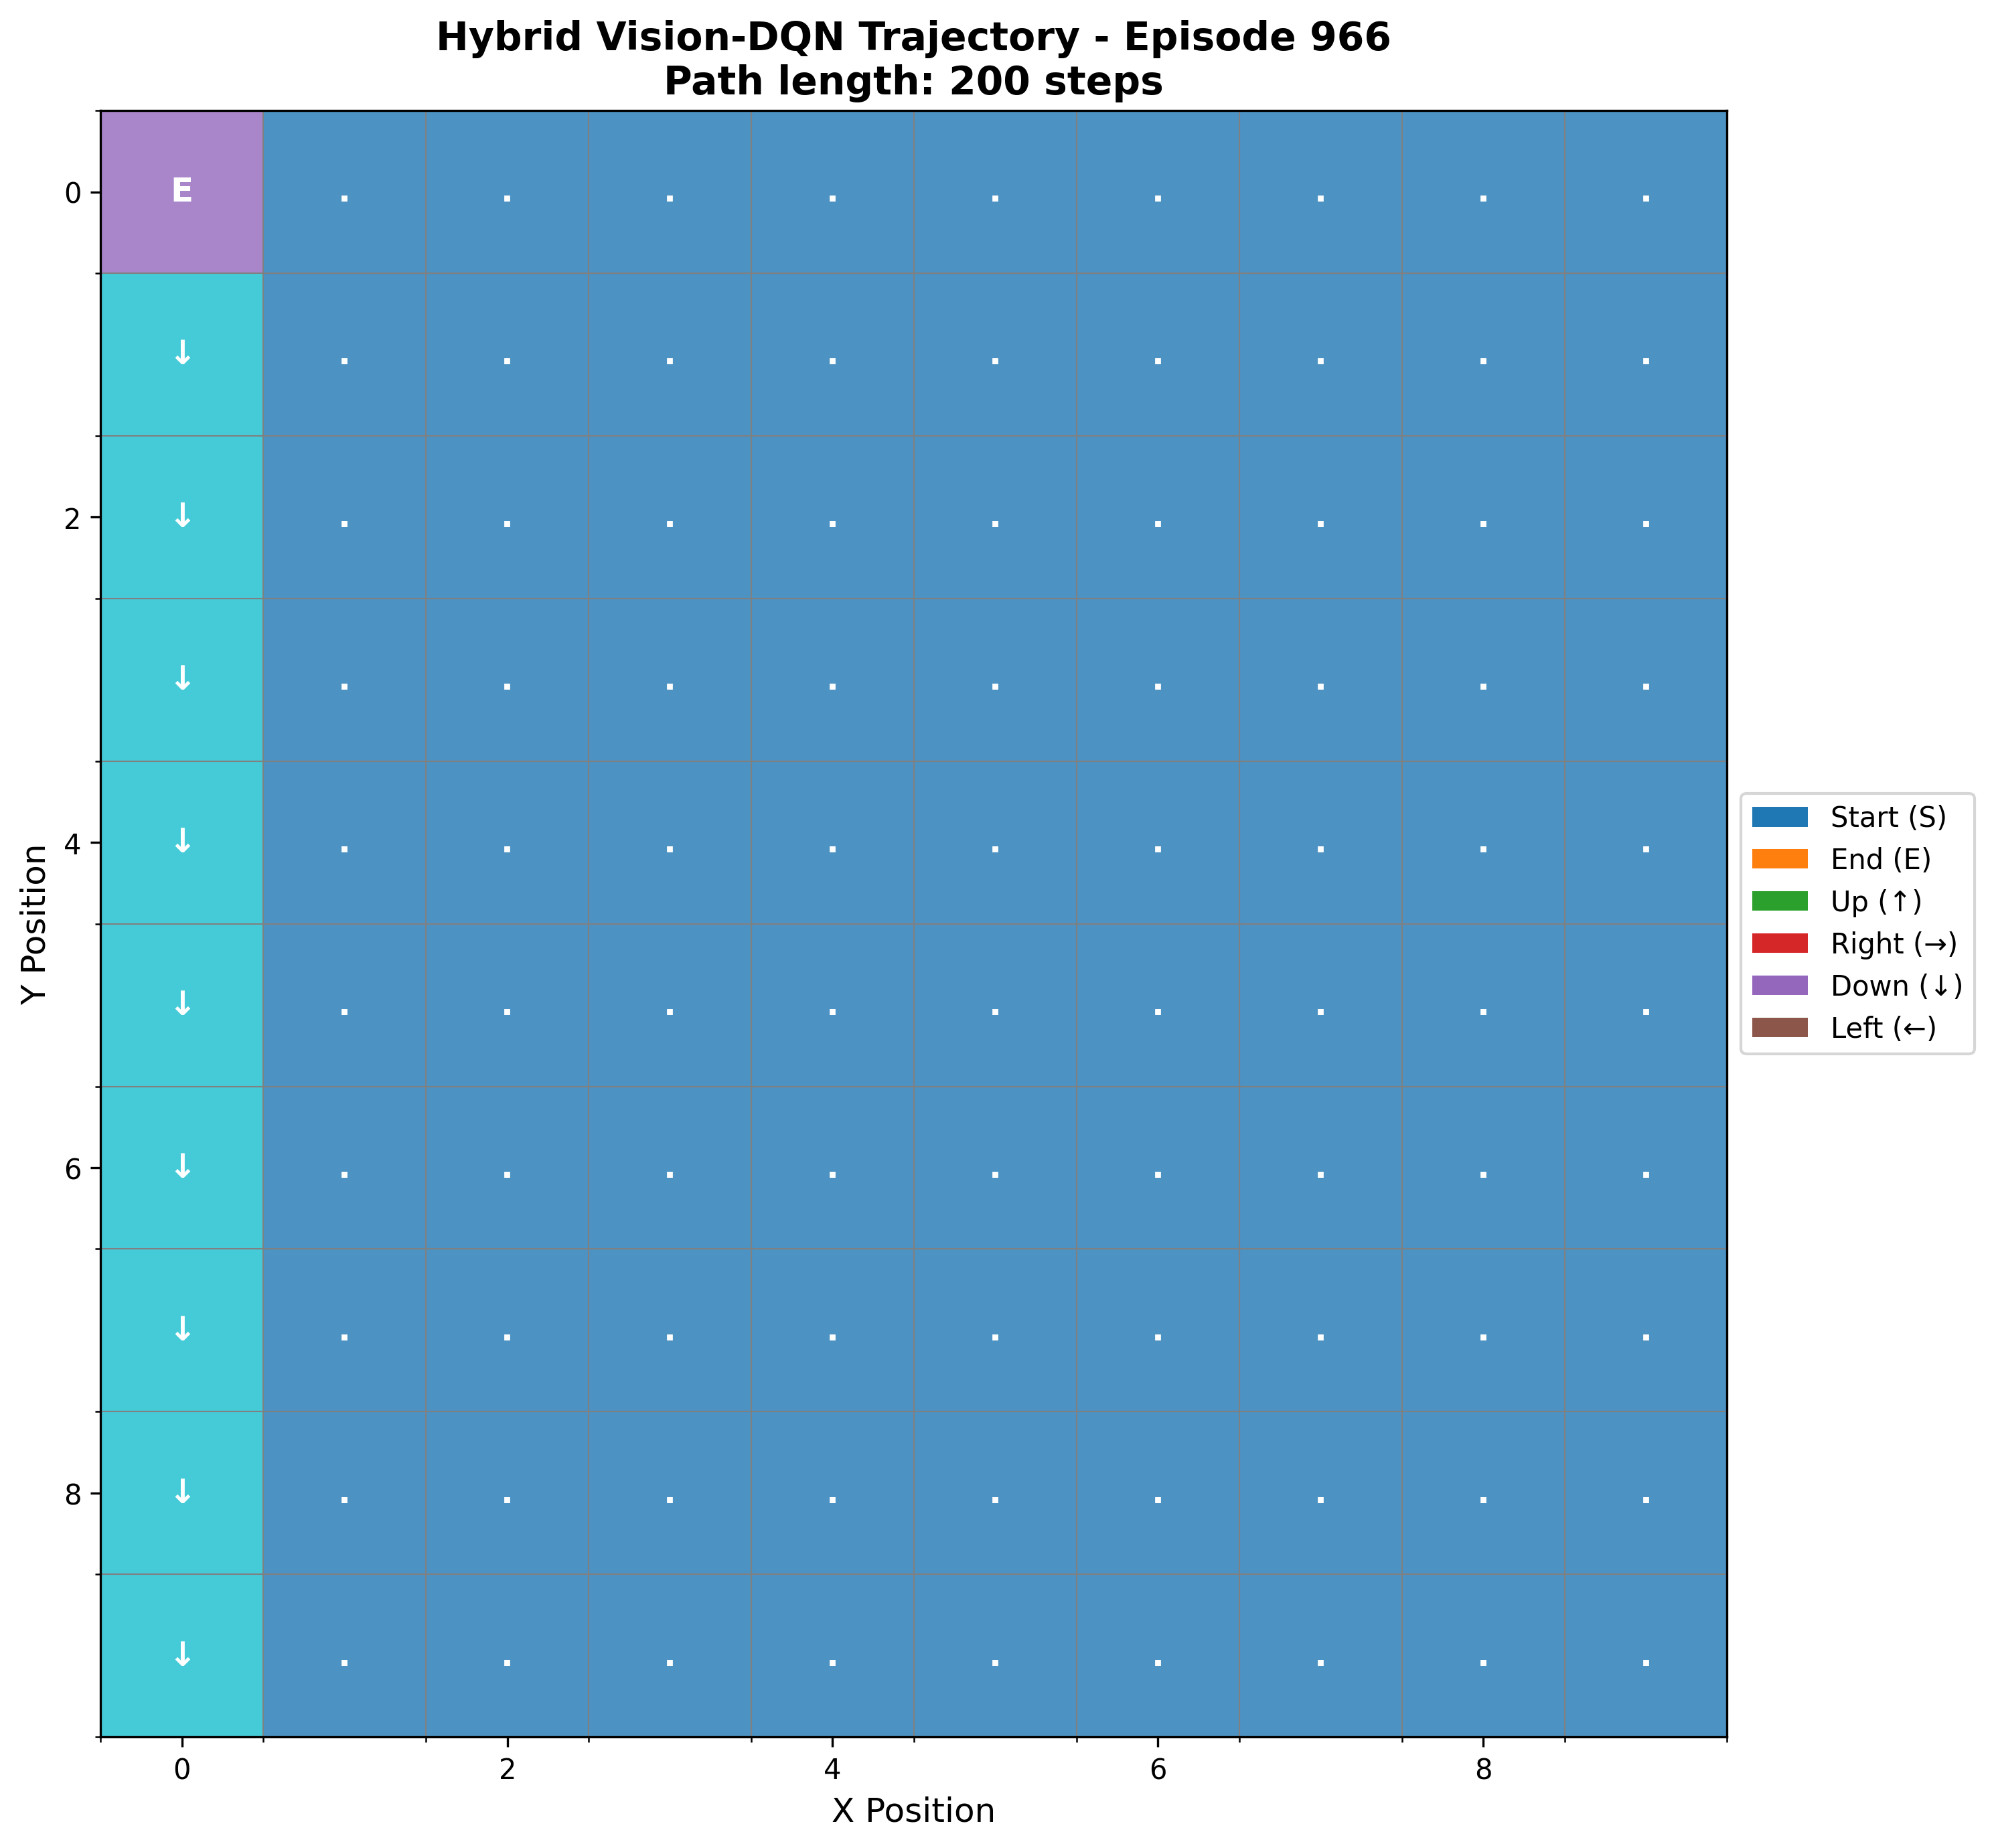 Hybrid Vision-DQN Trajectory - Episode 966
Path length: 200 steps
0 E . . . . . . . . .
↓ . . . . . . . . .
2 ↓ . . . . . . . . .
↓ . . . . . . . . .
4 ↓ . . . . . . . . .
↓ . . . . . . . . .
6 ↓ . . . . . . . . .
↓ . . . . . . . . .
8 ↓ . . . . . . . . .
↓ . . . . . . . . .
0 2 4 6 8
X Position
Y Position
Start (S)
End (E)
Up (↑)
Right (→)
Down (↓)
Left (←)